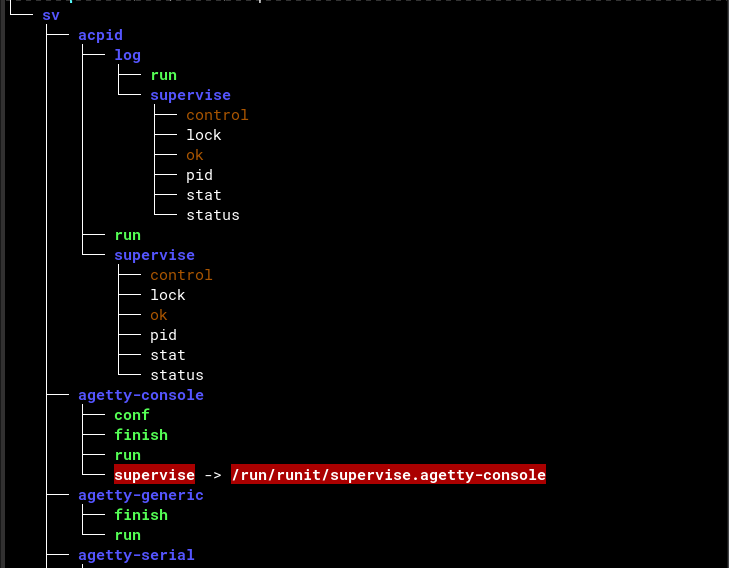 sv
acpid
log
run
supervise
control
lock
ok
pid
stat
status
run
supervise
control
lock
ok
pid
stat
status
agetty-console
conf
finish
run
supervise -> /run/runit/supervise.agetty-console
agetty-generic
finish
run
agetty-serial